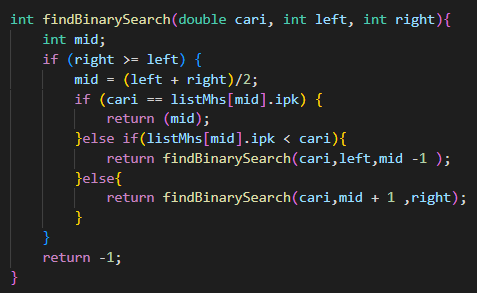 int findBinarySearch(double cari, int left, int right){
    int mid;
    if (right >= left) {
        mid = (left + right)/2;
        if (cari == listMhs[mid].ipk) {
            return (mid);
        }else if(listMhs[mid].ipk < cari){
            return findBinarySearch(cari,left,mid -1 );
        }else{
            return findBinarySearch(cari,mid + 1 ,right);
        }
    }
    return -1;
}